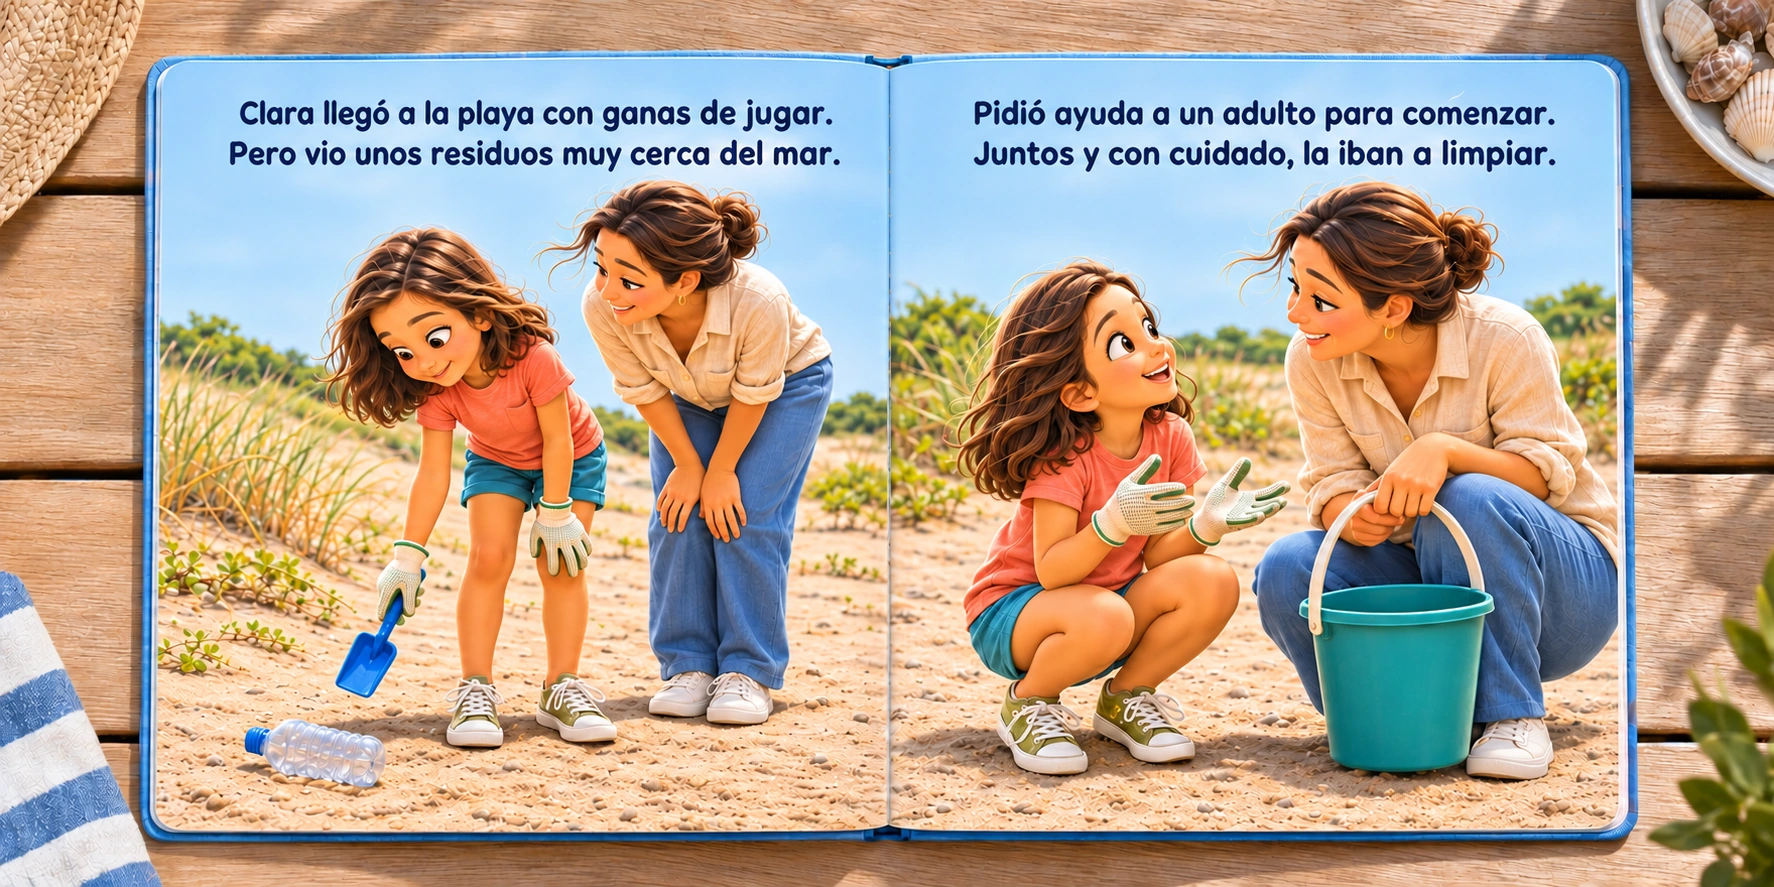 Clara llegó a la playa con ganas de jugar.
Pero vio unos residuos muy cerca del mar.
Pidió ayuda a un adulto para comenzar.
Juntos y con cuidado, la iban a limpiar.